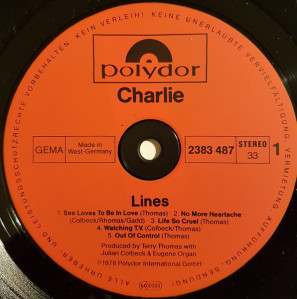 KEIN VERLEIH! KEINE UNERLAUBTE VERVIELFÄLTIGUNG, VERMIETUNG, AUFFÜHRUNG, SENDUNG!
ALLE URHEBER- UND LEISTUNGSSCHUTZRECHTE VORBEHALTEN
polydor
Charlie
GEMA
Made in
West-Germany
2383 487
STEREO
33
1
Lines
1. See Loves To Be In Love (Thomas) 2. No More Heartache
(Colbeck/Rhomas/Gadd) 3. Life So Cruel (Thomas)
4. Watching T.V. (Colbeck/Thomas)
5. Out Of Control (Thomas)
Produced by Terry Thomas with
Julian Colbeck & Eugene Organ
℗1978 Polydor International GmbH